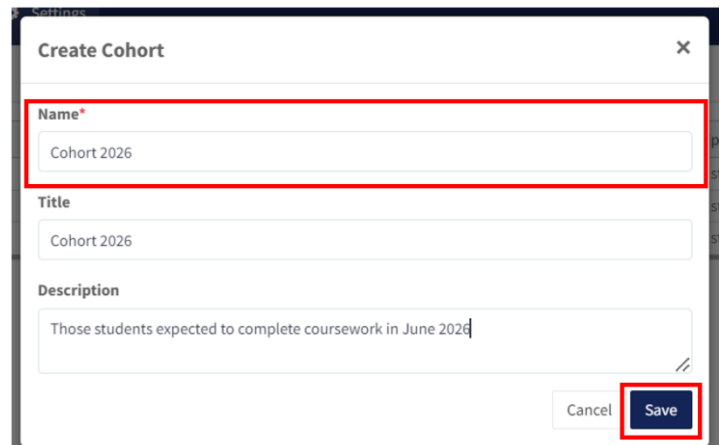 Settings
Create Cohort ×
Name*
Cohort 2026
Title
Cohort 2026
Description
Those students expected to complete coursework in June 2026
Cancel Save